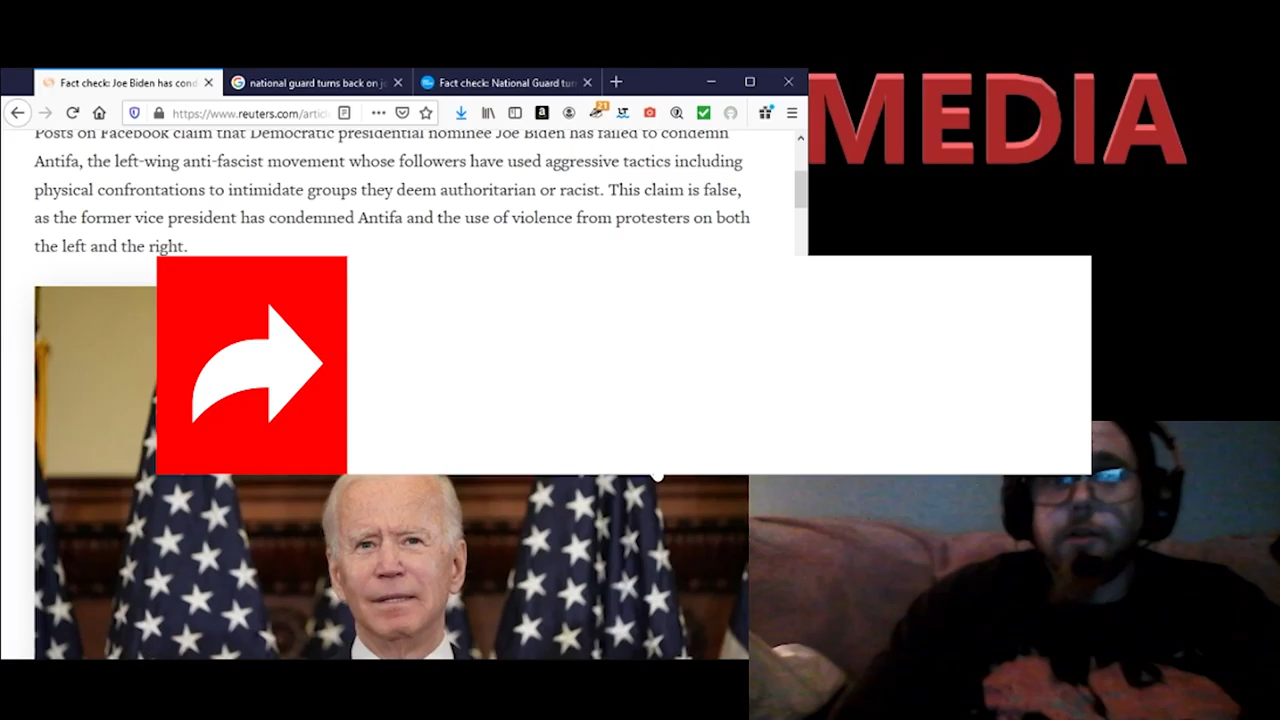 MEDIA
Fact check: Joe Biden has cond
national guard turns back on jo
Fact check: National Guard tur
https://www.reuters.com/artic
21
Posts on Facebook claim that Democratic presidential nominee Joe Biden has failed to condemn
Antifa, the left-wing anti-fascist movement whose followers have used aggressive tactics including
physical confrontations to intimidate groups they deem authoritarian or racist. This claim is false,
as the former vice president has condemned Antifa and the use of violence from protesters on both
the left and the right.